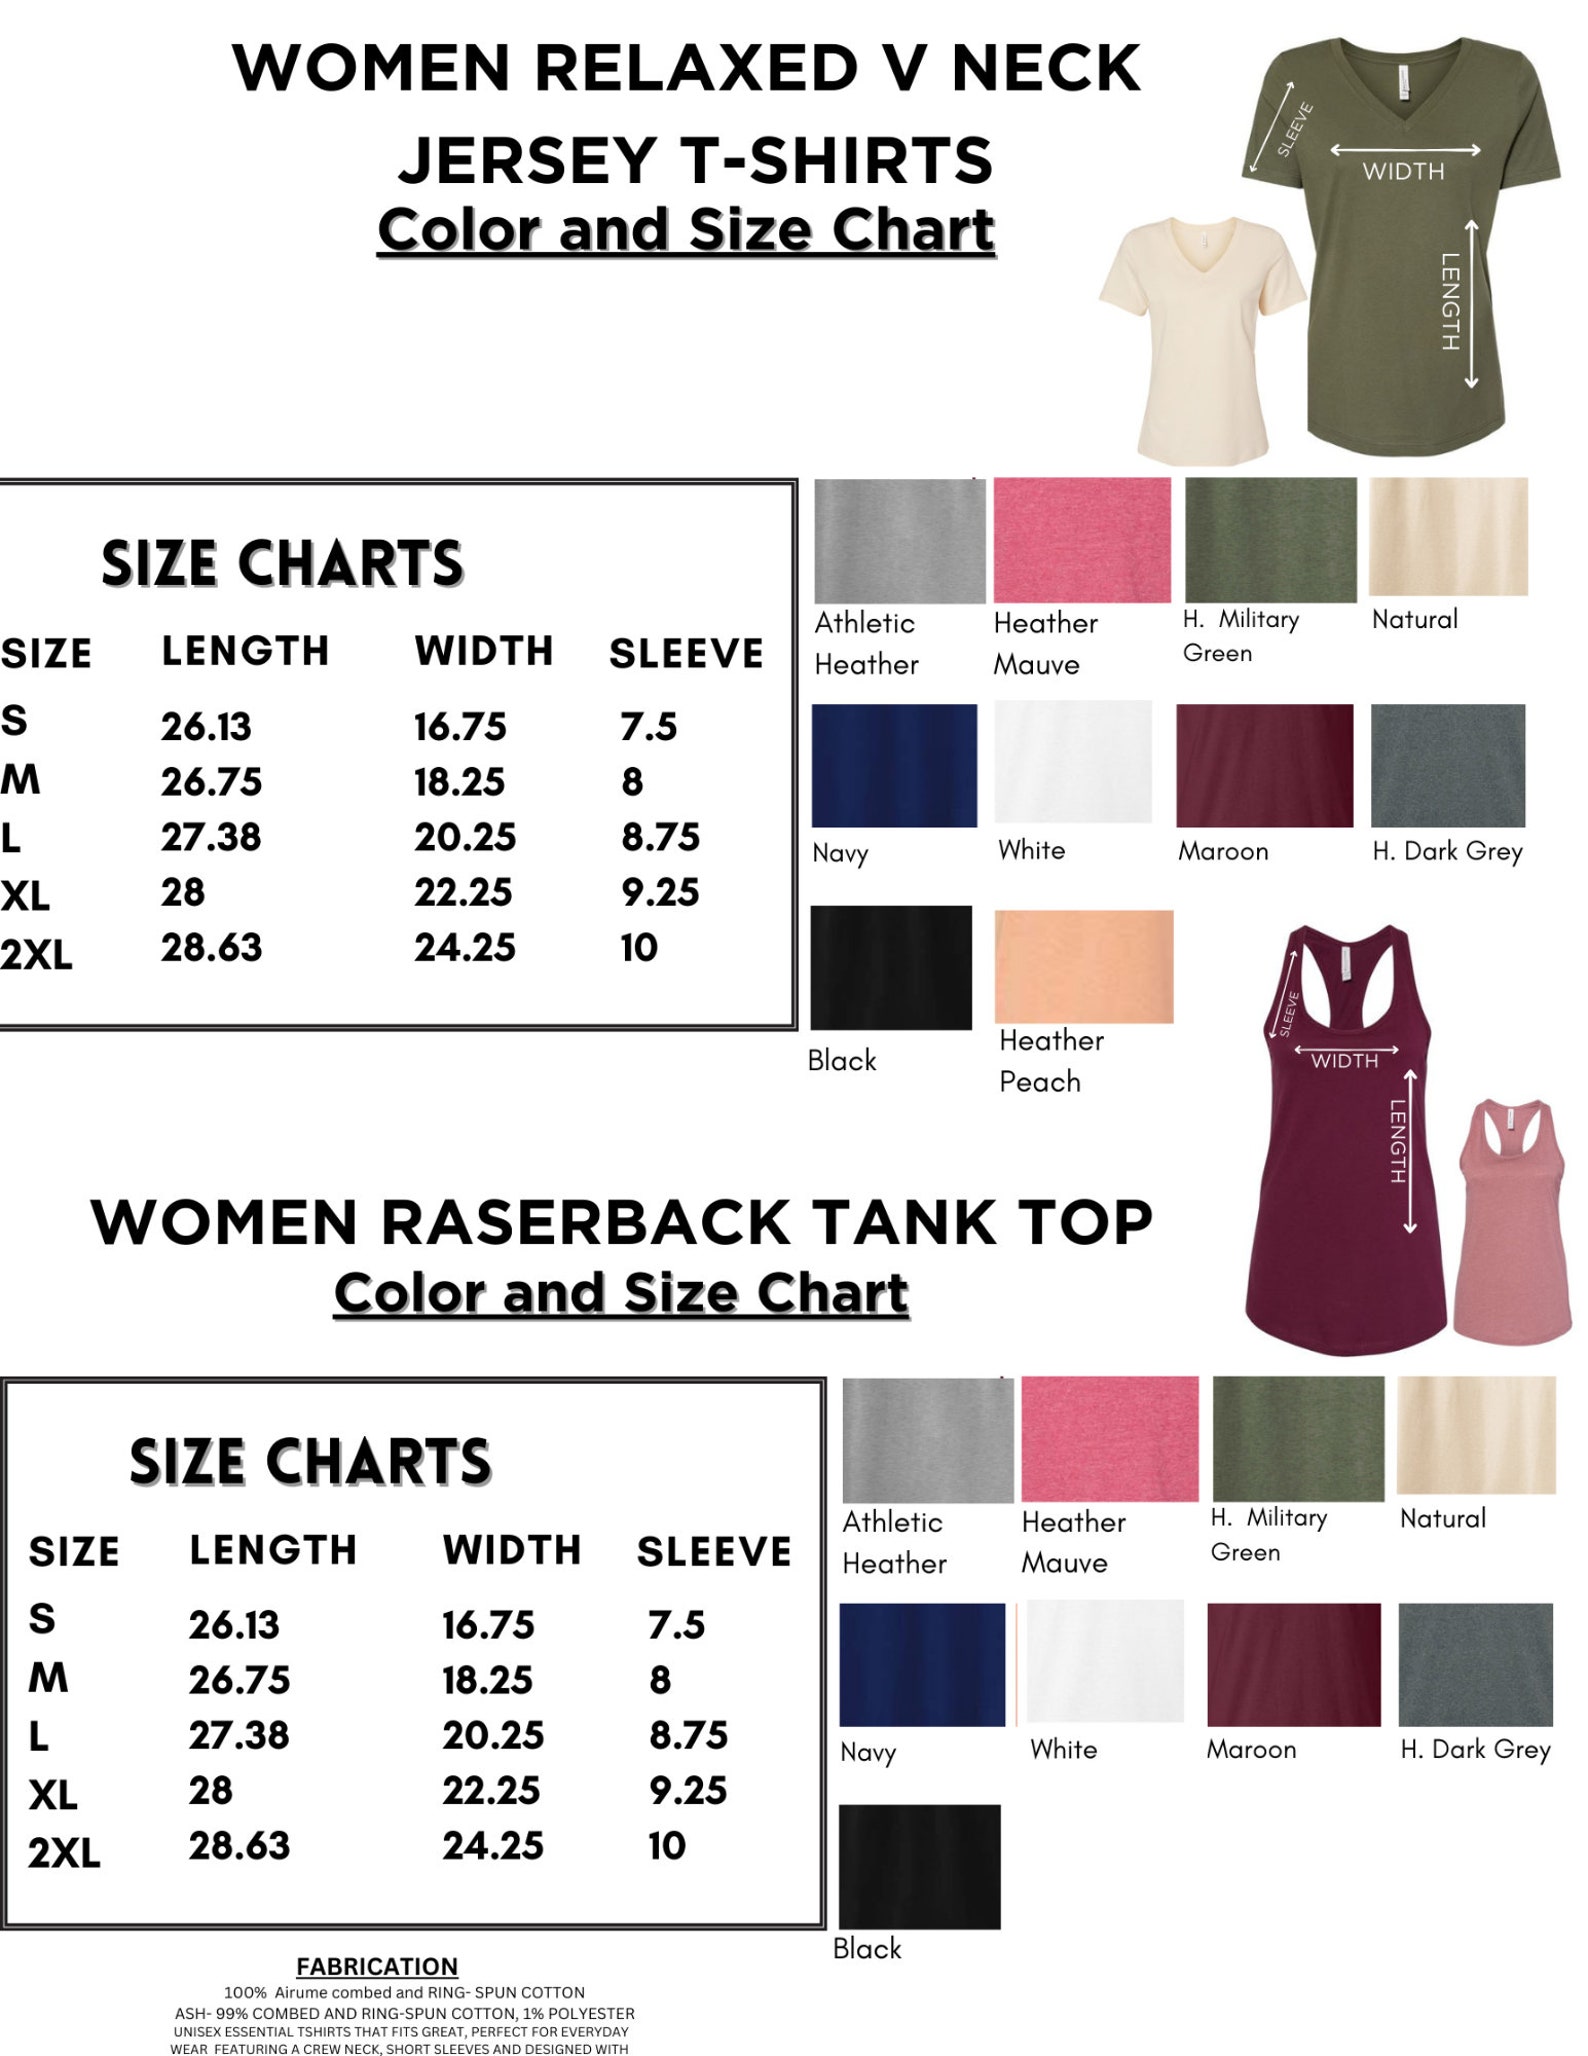 WOMEN RELAXED V NECK
JERSEY T-SHIRTS
Color and Size Chart
SLEEVE
WIDTH
LENGTH
SIZE CHARTS
SIZE LENGTH WIDTH SLEEVE
S 26.13 16.75 7.5
M 26.75 18.25 8
L 27.38 20.25 8.75
XL 28 22.25 9.25
2XL 28.63 24.25 10
Athletic
Heather
Heather
Mauve
H. Military
Green
Natural
Navy
White
Maroon
H. Dark Grey
Black
Heather
Peach
SLEEVE
WIDTH
LENGTH
WOMEN RASERBACK TANK TOP
Color and Size Chart
SIZE CHARTS
SIZE LENGTH WIDTH SLEEVE
S 26.13 16.75 7.5
M 26.75 18.25 8
L 27.38 20.25 8.75
XL 28 22.25 9.25
2XL 28.63 24.25 10
Athletic
Heather
Heather
Mauve
H. Military
Green
Natural
Navy
White
Maroon
H. Dark Grey
Black
FABRICATION
100% Airume combed and RING- SPUN COTTON
ASH- 99% COMBED AND RING-SPUN COTTON, 1% POLYESTER
UNISEX ESSENTIAL TSHIRTS THAT FITS GREAT, PERFECT FOR EVERYDAY
WEAR FEATURING A CREW NECK, SHORT SLEEVES AND DESIGNED WITH